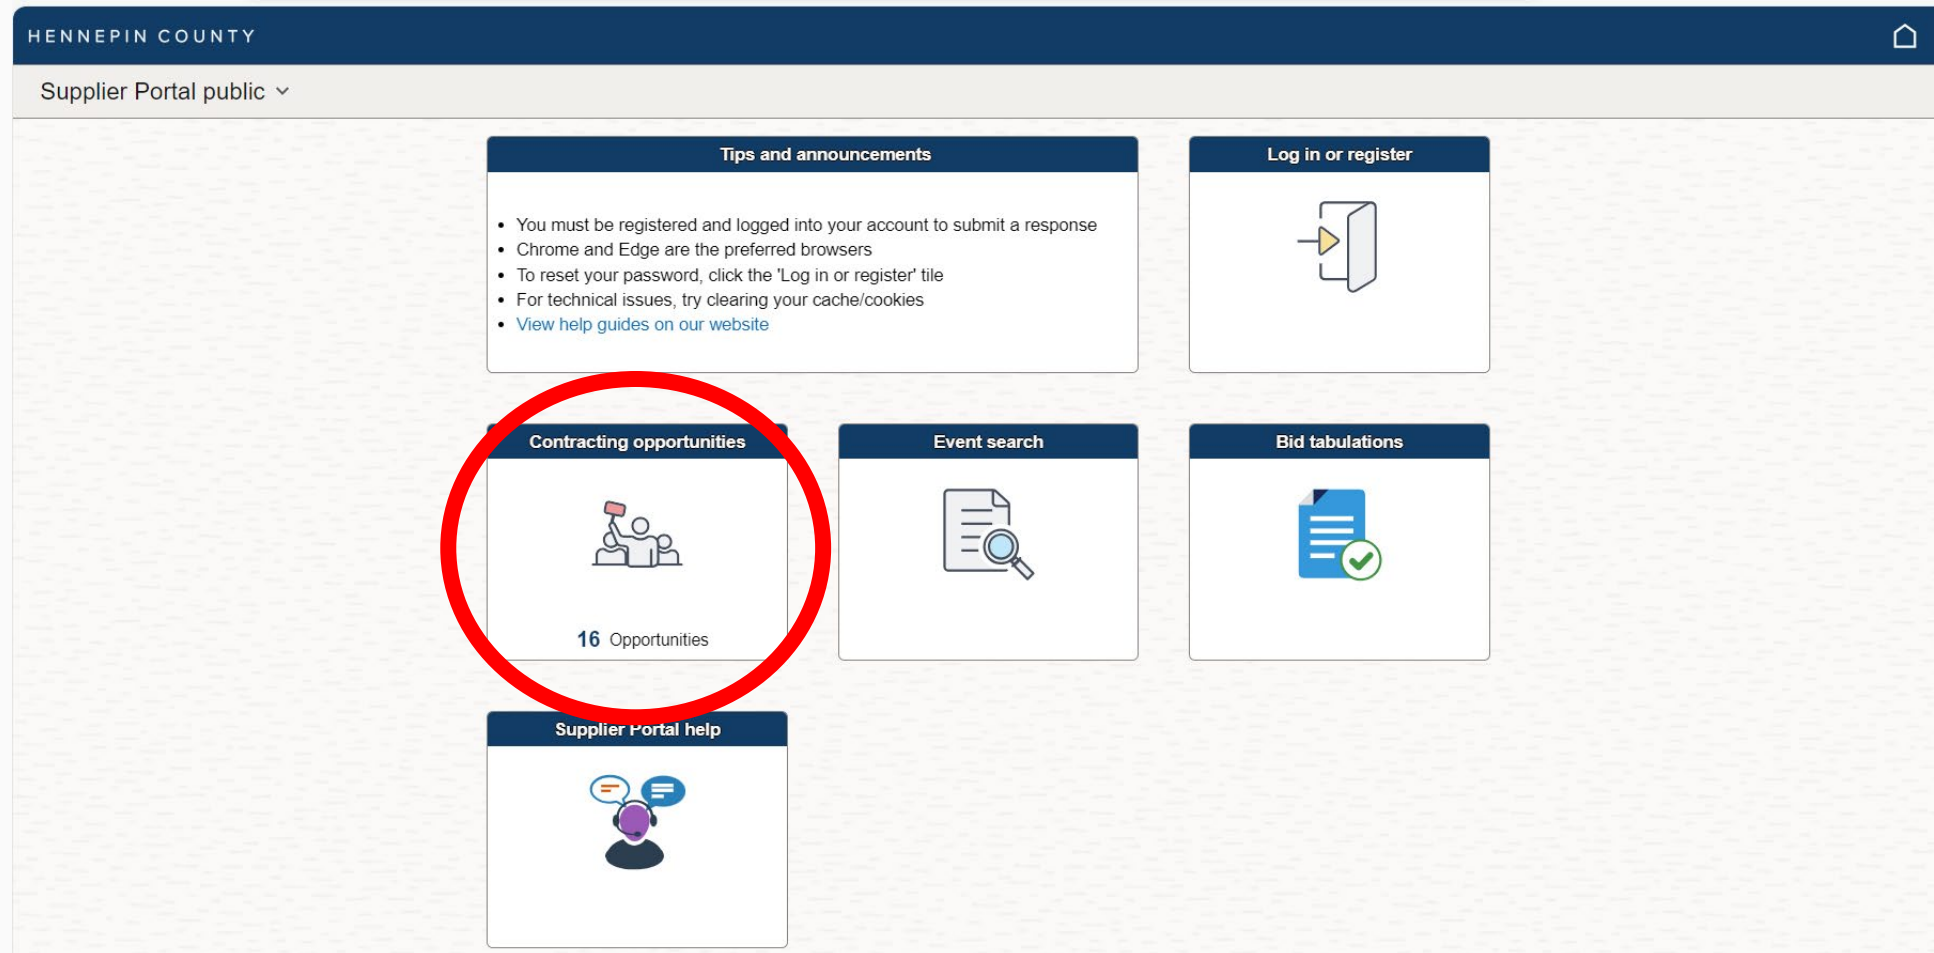 HENNEPIN COUNTY
Supplier Portal public
Tips and announcements
• You must be registered and logged into your account to submit a response
• Chrome and Edge are the preferred browsers
• To reset your password, click the 'Log in or register' tile
• For technical issues, try clearing your cache/cookies
• View help guides on our website
Log in or register
Contracting opportunities
16 Opportunities
Event search
Bid tabulations
Supplier Portal help